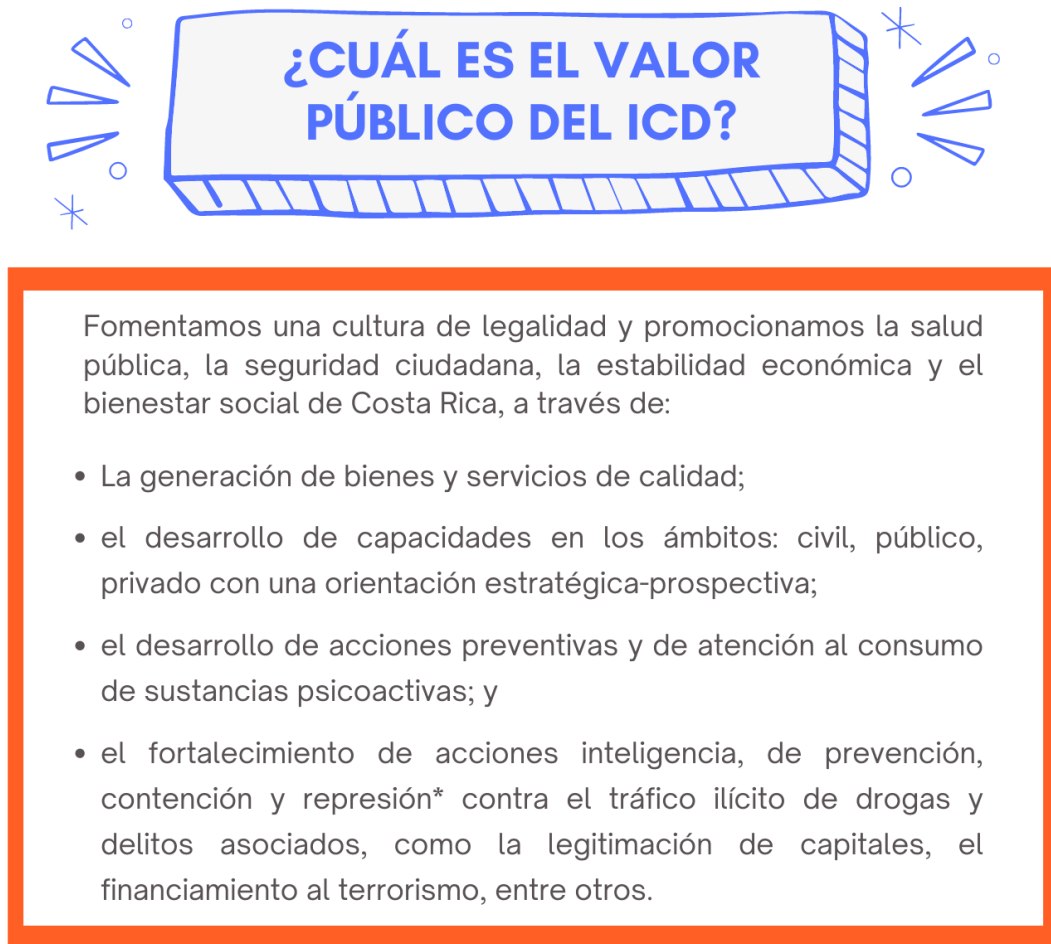 ¿CUÁL ES EL VALOR
PÚBLICO DEL ICD?
Fomentamos una cultura de legalidad y promocionamos la salud
pública, la seguridad ciudadana, la estabilidad económica y el
bienestar social de Costa Rica, a través de:
• La generación de bienes y servicios de calidad;
• el desarrollo de capacidades en los ámbitos: civil, público,
privado con una orientación estratégica-prospectiva;
• el desarrollo de acciones preventivas y de atención al consumo
de sustancias psicoactivas; y
• el fortalecimiento de acciones inteligencia, de prevención,
contención y represión* contra el tráfico ilícito de drogas y
delitos asociados, como la legitimación de capitales, el
financiamiento al terrorismo, entre otros.